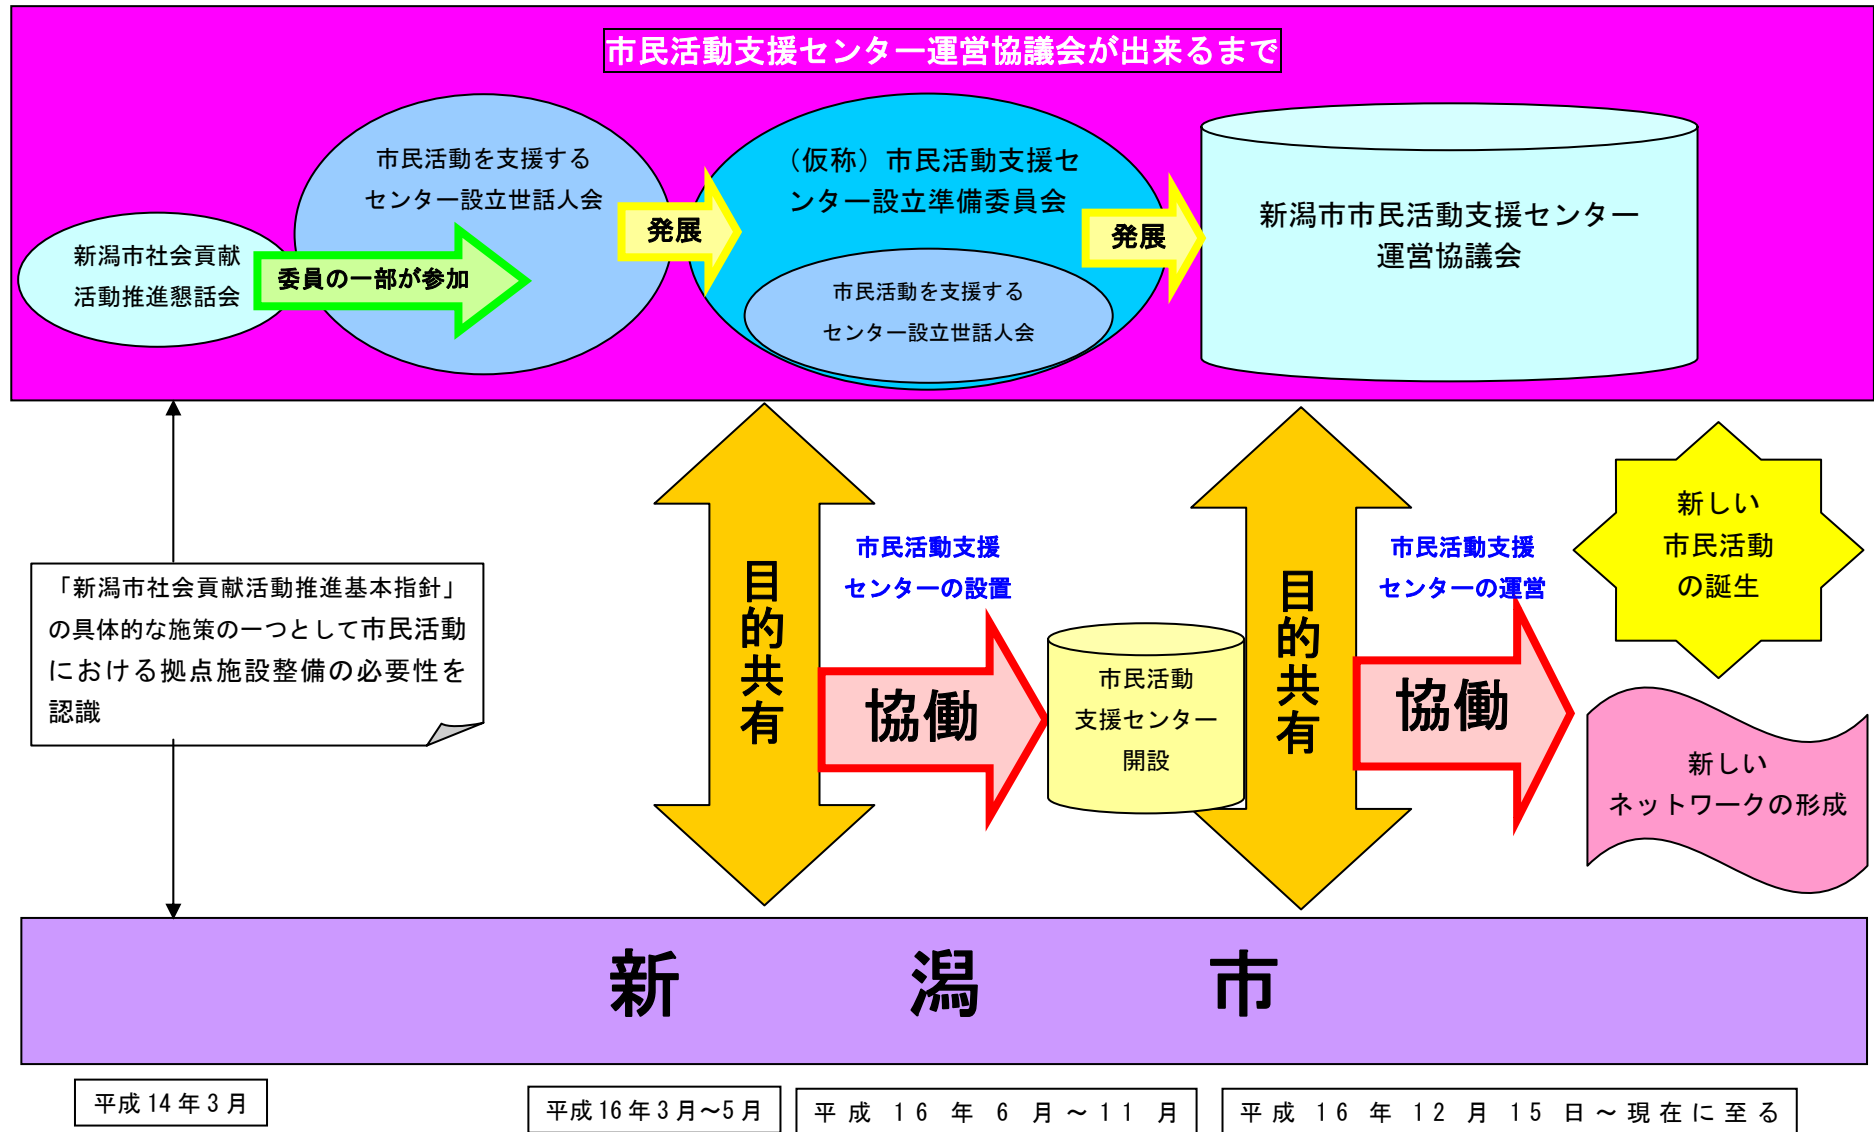 市民活動支援センター運営協議会が出来るまで
新潟市社会貢献
活動推進懇話会
委員の一部が参加
市民活動を支援する
センター設立世話人会
発展
（仮称）市民活動支援セ
ンター設立準備委員会
市民活動を支援する
センター設立世話人会
発展
新潟市市民活動支援センター
運営協議会
「新潟市社会貢献活動推進基本指針」
の具体的な施策の一つとして市民活動
における拠点施設整備の必要性を
認識
目的共有
市民活動支援
センターの設置
協働
市民活動
支援センター
開設
目的共有
市民活動支援
センターの運営
協働
新しい
市民活動
の誕生
新しい
ネットワークの形成
新潟市
平成14年3月
平成16年3月～5月
平成16年6月～11月
平成16年12月15日～現在に至る